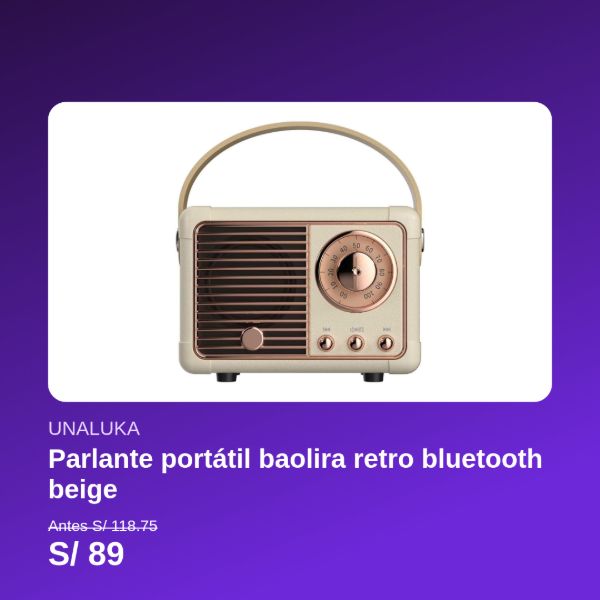 UNALUKA
Parlante portátil baolira retro bluetooth
beige
Antes S/ 118.75
S/ 89